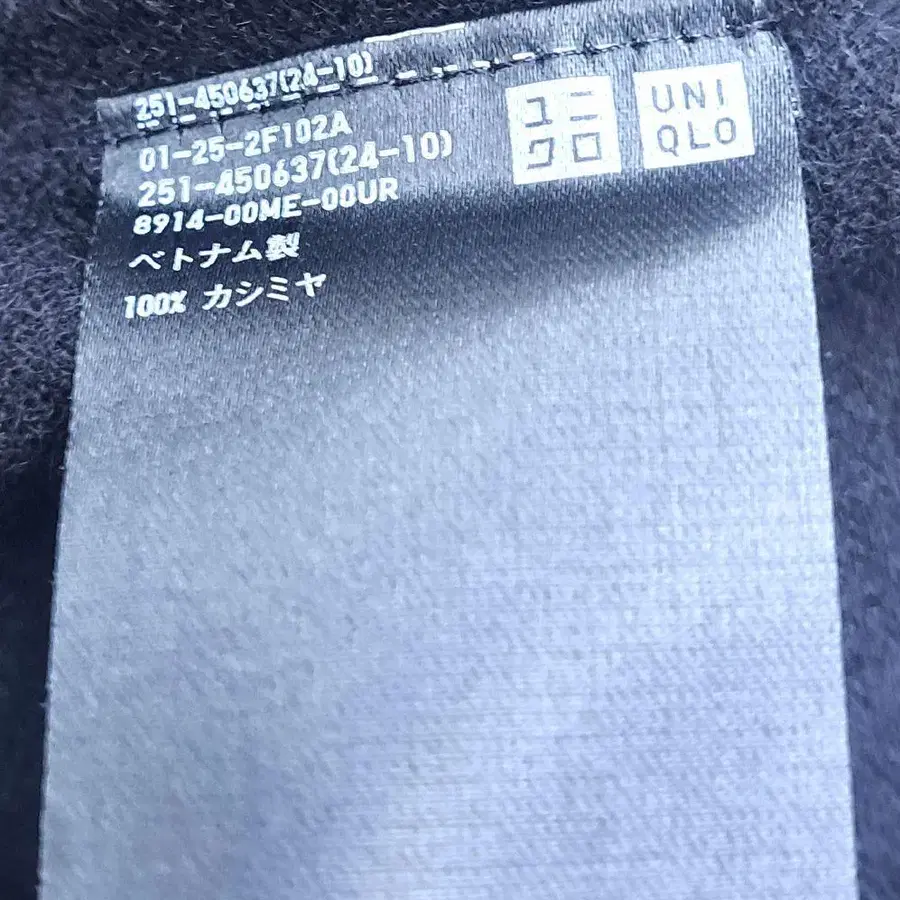 251-450637(24-10)
01-25-2F102A
251-450637(24-10)
8914-00ME-00UR
ベトナム製
100% カシミヤ
ユニ
クロ
UNI
QLO